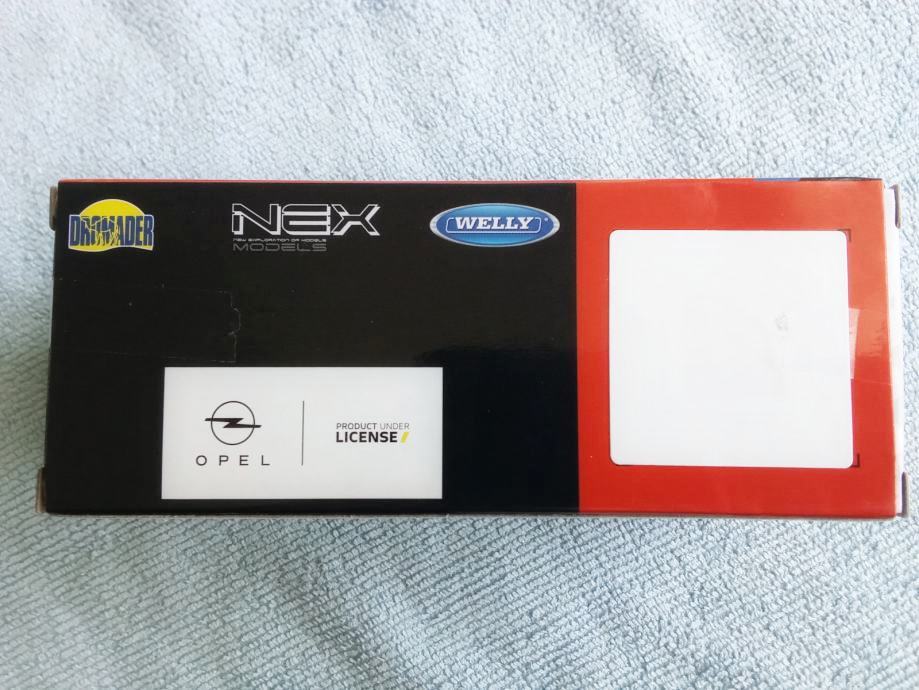 DROMADER
NEX
NEW EXPLORATION OF MODELS
MODELS
WELLY
OPEL
PRODUCT UNDER
LICENSE